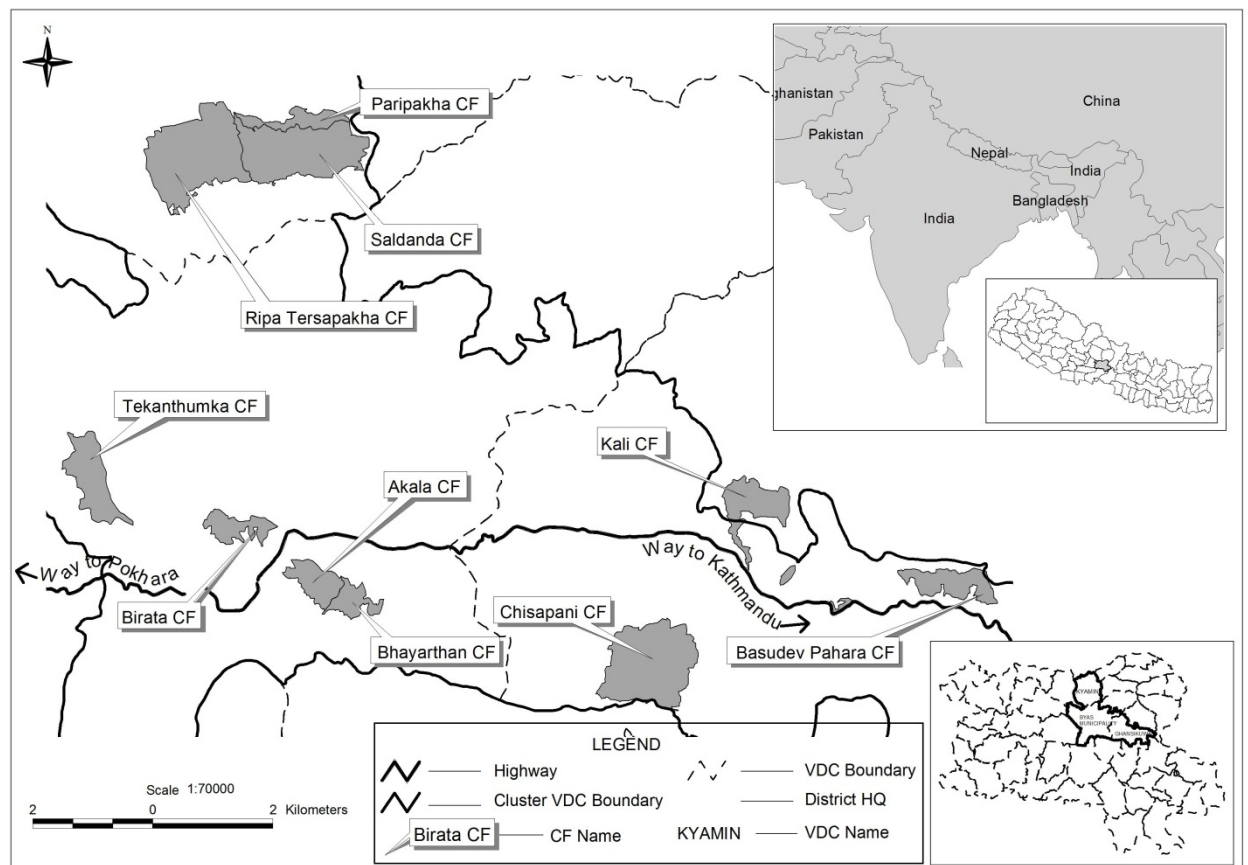 N
Paripakha CF
Saldanda CF
Ripa Tersapakha CF
Tekanthumka CF
Akala CF
Kali CF
Way to Pokhara
Birata CF
Bhayarthan CF
Chisapani CF
Way to Kathmandu
Basudev Pahara CF
ghanistan
China
Pakistan
Nepal
India
Bangladesh
India
KYAMIN
BYAS
MUNICIPALITY
GHANSIKUWA
LEGEND
Highway
VDC Boundary
Cluster VDC Boundary
District HQ
Birata CF
CF Name
KYAMIN
VDC Name
Scale 1:70000
2 0 2 Kilometers